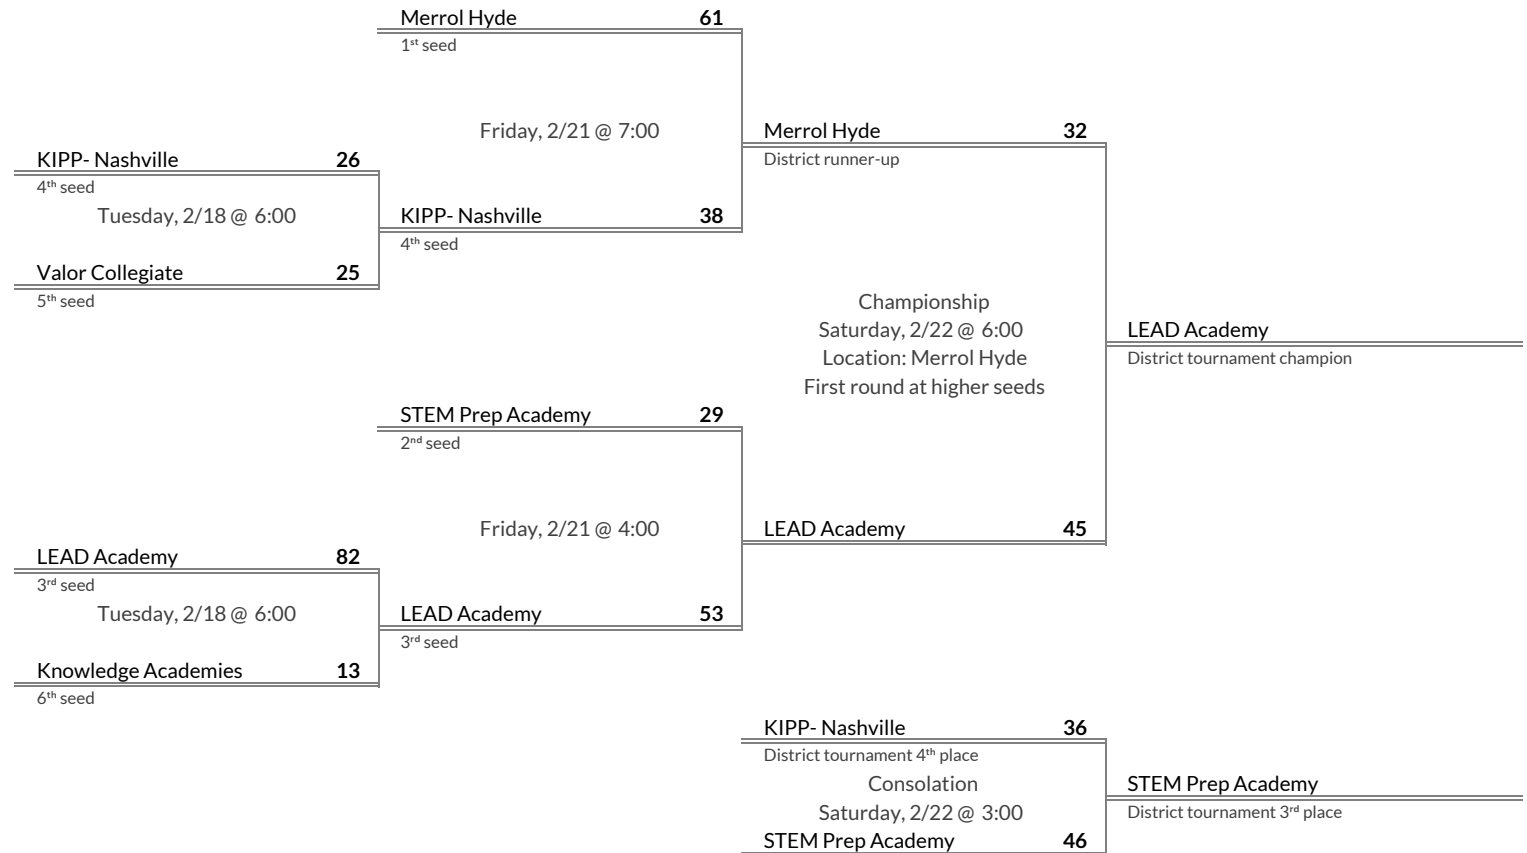 Merrol Hyde 61
1st seed
Friday, 2/21 @ 7:00
Merrol Hyde 32
District runner-up
KIPP- Nashville 26
4th seed
Tuesday, 2/18 @ 6:00
KIPP- Nashville 38
4th seed
Valor Collegiate 25
5th seed
Championship
Saturday, 2/22 @ 6:00
Location: Merrol Hyde
First round at higher seeds
LEAD Academy
District tournament champion
STEM Prep Academy 29
2nd seed
Friday, 2/21 @ 4:00
LEAD Academy 45
LEAD Academy 82
3rd seed
Tuesday, 2/18 @ 6:00
LEAD Academy 53
3rd seed
Knowledge Academies 13
6th seed
KIPP- Nashville 36
District tournament 4th place
Consolation
Saturday, 2/22 @ 3:00
STEM Prep Academy
District tournament 3rd place
STEM Prep Academy 46